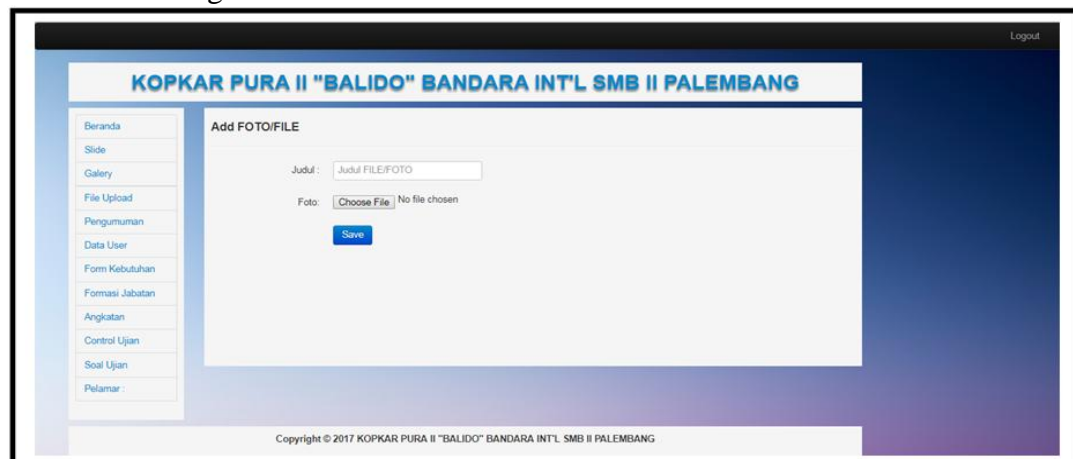 Logout
KOPKAR PURA II "BALIDO" BANDARA INT'L SMB II PALEMBANG
Beranda
Slide
Galery
File Upload
Pengumuman
Data User
Form Kebutuhan
Formasi Jabatan
Angkatan
Control Ujian
Soal Ujian
Pelamar :
Add FOTO/FILE
Judul : Judul FILE/FOTO
Foto: Choose File No file chosen
Save
Copyright © 2017 KOPKAR PURA II "BALIDO" BANDARA INT'L SMB II PALEMBANG